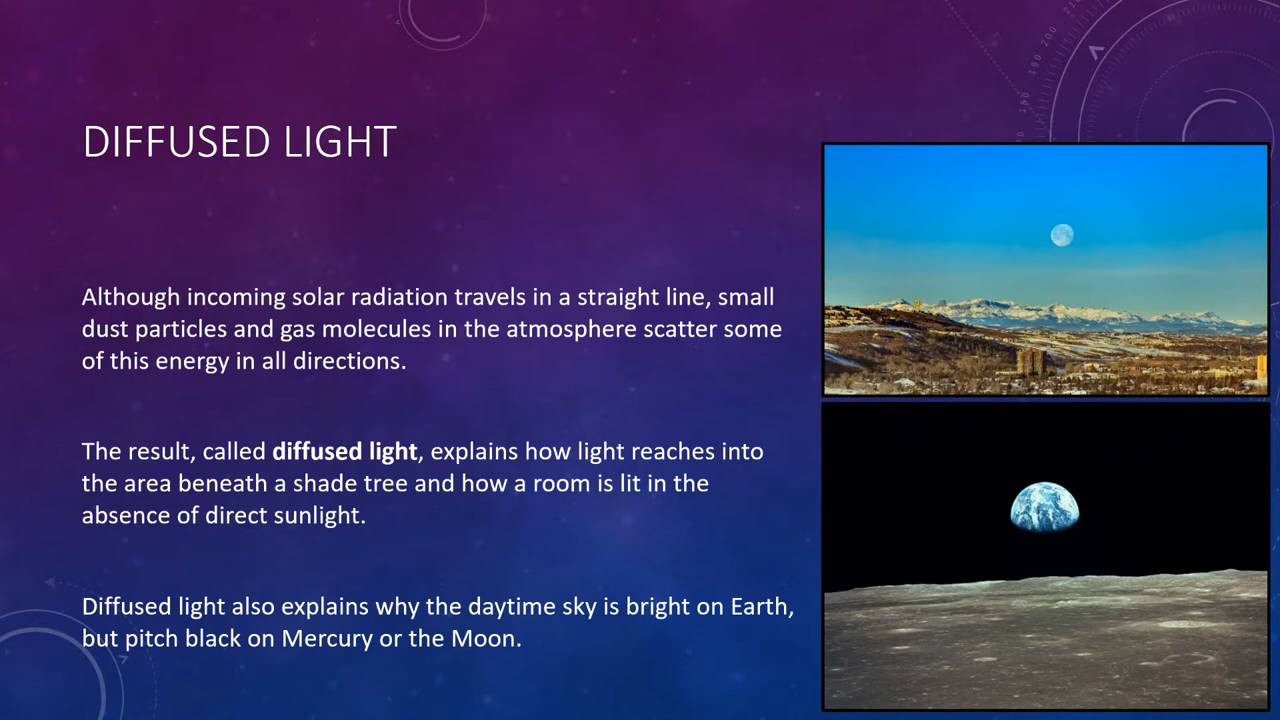 DIFFUSED LIGHT
Although incoming solar radiation travels in a straight line, small
dust particles and gas molecules in the atmosphere scatter some
of this energy in all directions.
The result, called diffused light, explains how light reaches into
the area beneath a shade tree and how a room is lit in the
absence of direct sunlight.
Diffused light also explains why the daytime sky is bright on Earth,
but pitch black on Mercury or the Moon.
180 190 200